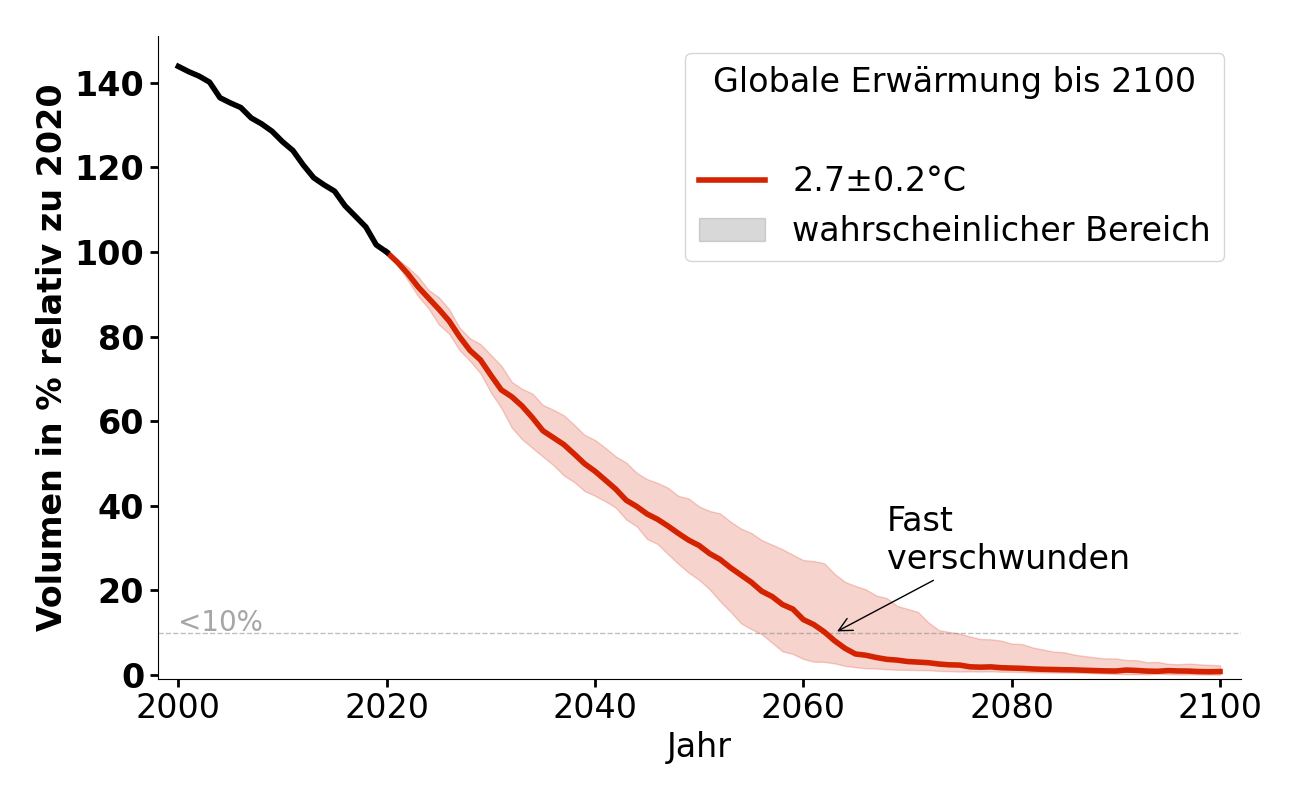 Volumen in % relativ zu 2020
140
120
100
80
60
40
20
0
Globale Erwärmung bis 2100
2.7±0.2°C
wahrscheinlicher Bereich
Fast
verschwunden
<10%
2000
2020
2040
2060
2080
2100
Jahr